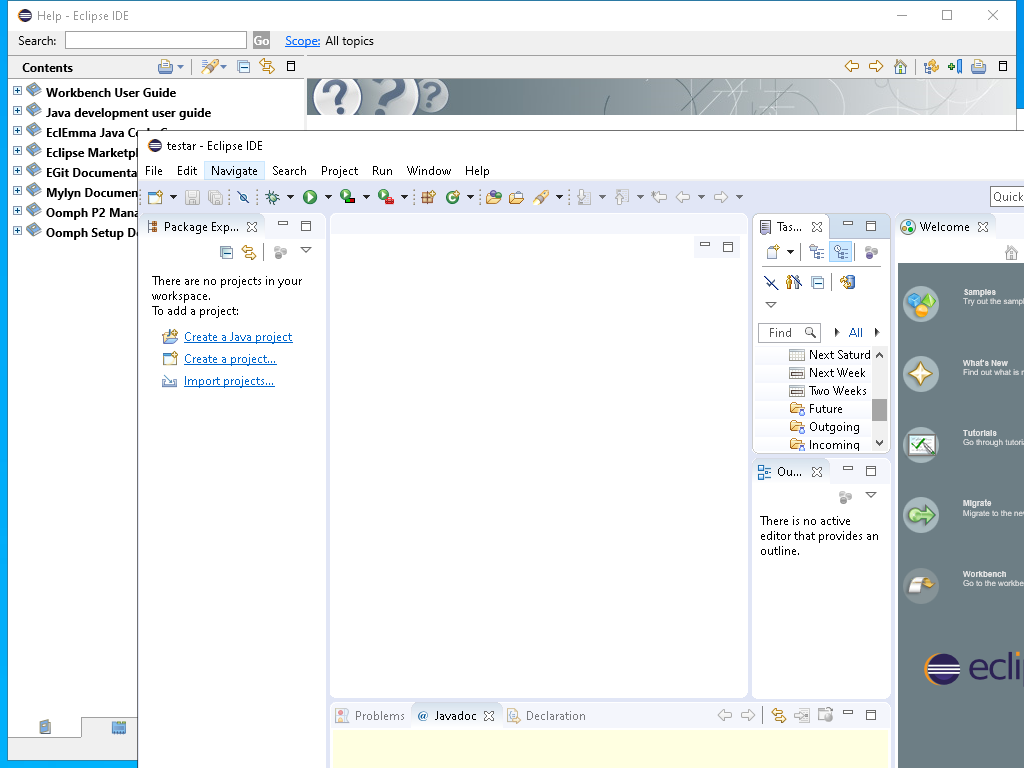 Help - Eclipse IDE
Search:
Go
Scope: All topics
Contents
Workbench User Guide
Java development user guide
EclEmma Java Code C
Eclipse Marketpl
EGit Documenta
Mylyn Documen
Oomph P2 Mana
Oomph Setup D
testar - Eclipse IDE
File Edit Navigate Search Project Run Window Help
Quick
Package Exp...
There are no projects in your
workspace.
To add a project:
Create a Java project
Create a project...
Import projects...
Tas...
Find
All
Next Saturd
Next Week
Two Weeks
Future
Outgoing
Incoming
Ou...
There is no active
editor that provides an
outline.
Welcome
Samples
Try out the sampl
What's New
Find out what is n
Tutorials
Go through tutoria
Migrate
Migrate to the new
Workbench
Go to the workbe
eclip
Problems @ Javadoc Declaration